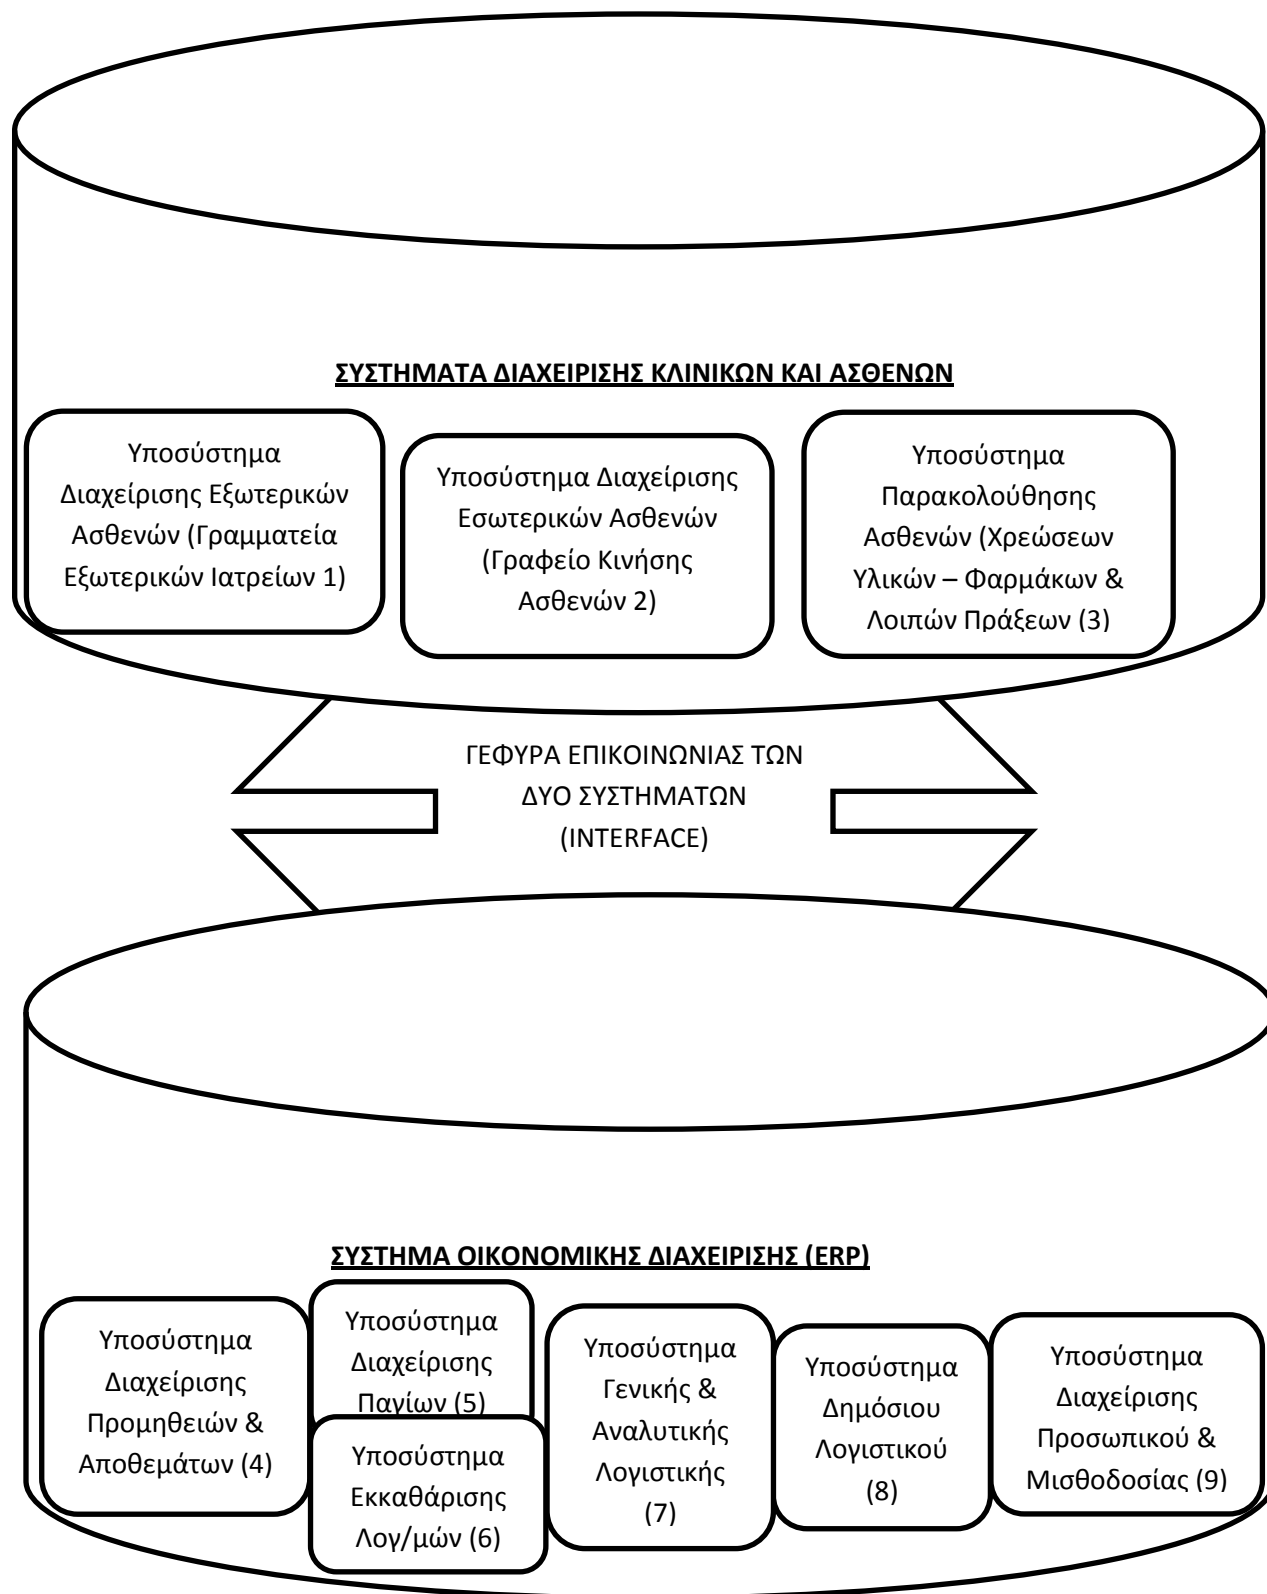 ΣΥΣΤΗΜΑΤΑ ΔΙΑΧΕΙΡΙΣΗΣ ΚΛΙΝΙΚΩΝ ΚΑΙ ΑΣΘΕΝΩΝ
Υποσύστημα
Διαχείρισης Εξωτερικών
Ασθενών (Γραμματεία
Εξωτερικών Ιατρείων 1)
Υποσύστημα Διαχείρισης
Εσωτερικών Ασθενών
(Γραφείο Κινήσης
Ασθενών 2)
Υποσύστημα
Παρακολούθησης
Ασθενών (Χρεώσεων
Υλικών – Φαρμάκων &
Λοιπών Πράξεων (3)
ΓΕΦΥΡΑ ΕΠΙΚΟΙΝΩΝΙΑΣ ΤΩΝ
ΔΥΟ ΣΥΣΤΗΜΑΤΩΝ
(INTERFACE)
ΣΥΣΤΗΜΑ ΟΙΚΟΝΟΜΙΚΗΣ ΔΙΑΧΕΙΡΙΣΗΣ (ERP)
Υποσύστημα
Διαχείρισης
Προμηθειών &
Αποθεμάτων (4)
Υποσύστημα
Διαχείρισης
Παγίων (5)
Υποσύστημα
Εκκαθάρισης
Λογ/μών (6)
Υποσύστημα
Γενικής &
Αναλυτικής
Λογιστικής
(7)
Υποσύστημα
Δημόσιου
Λογιστικού
(8)
Υποσύστημα
Διαχείρισης
Προσωπικού &
Μισθοδοσίας (9)